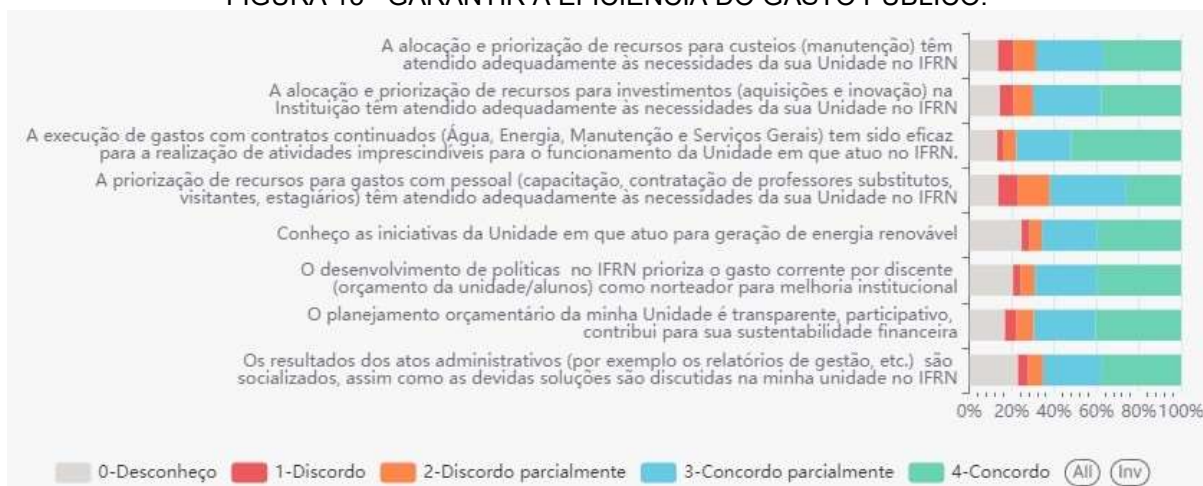 A alocação e priorização de recursos para custeios (manutenção) têm
atendido adequadamente às necessidades da sua Unidade no IFRN
A alocação e priorização de recursos para investimentos (aquisições e inovação) na
Instituição têm atendido adequadamente às necessidades da sua Unidade no IFRN
A execução de gastos com contratos continuados (Água, Energia, Manutenção e Serviços Gerais) tem sido eficaz
para a realização de atividades imprescindíveis para o funcionamento da Unidade em que atuo no IFRN.
A priorização de recursos para gastos com pessoal (capacitação, contratação de professores substitutos,
visitantes, estagiários) têm atendido adequadamente às necessidades da sua Unidade no IFRN
Conheço as iniciativas da Unidade em que atuo para geração de energia renovável
O desenvolvimento de políticas no IFRN prioriza o gasto corrente por discente
(orçamento da unidade/alunos) como norteador para melhoria institucional
O planejamento orçamentário da minha Unidade é transparente, participativo,
contribui para sua sustentabilidade financeira
Os resultados dos atos administrativos (por exemplo os relatórios de gestão, etc.) são
socializados, assim como as devidas soluções são discutidas na minha unidade no IFRN
0% 20% 40% 60% 80% 100%
0-Desconheço 1-Discordo 2-Discordo parcialmente 3-Concordo parcialmente 4-Concordo All Inv